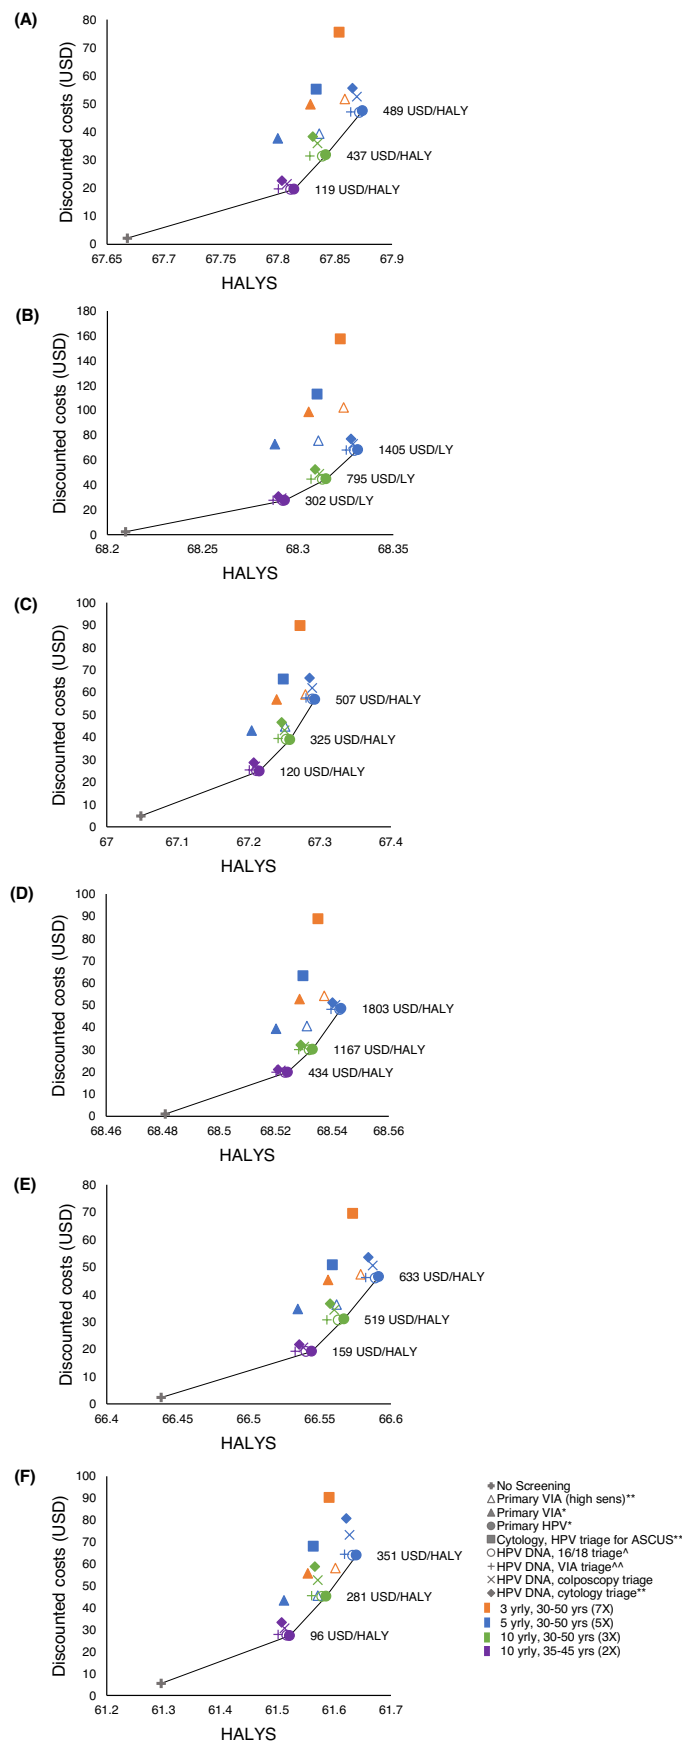 (A)
Discounted costs (USD)
80
70
60
50
40
30
20
10
0
489 USD/HALY
437 USD/HALY
119 USD/HALY
67.65 67.7 67.75 67.8 67.85 67.9
HALYS
(B)
Discounted costs (USD)
180
160
140
120
100
80
60
40
20
0
1405 USD/LY
795 USD/LY
302 USD/LY
68.2 68.25 68.3 68.35
HALYS
(C)
Discounted costs (USD)
100
90
80
70
60
50
40
30
20
10
0
507 USD/HALY
325 USD/HALY
120 USD/HALY
67 67.1 67.2 67.3 67.4
HALYS
(D)
Discounted costs (USD)
100
90
80
70
60
50
40
30
20
10
0
1803 USD/HALY
1167 USD/HALY
434 USD/HALY
68.46 68.48 68.5 68.52 68.54 68.56
HALYS
(E)
Discounted costs (USD)
80
70
60
50
40
30
20
10
0
633 USD/HALY
519 USD/HALY
159 USD/HALY
66.4 66.45 66.5 66.55 66.6
HALYS
(F)
Discounted costs (USD)
100
90
80
70
60
50
40
30
20
10
0
351 USD/HALY
281 USD/HALY
96 USD/HALY
61.2 61.3 61.4 61.5 61.6 61.7
HALYS
No Screening
Primary VIA (high sens)**
Primary VIA*
Primary HPV*
Cytology, HPV triage for ASCUS**
HPV DNA, 16/18 triage^
HPV DNA, VIA triage^^
HPV DNA, colposcopy triage
HPV DNA, cytology triage**
3 yrly, 30-50 yrs (7X)
5 yrly, 30-50 yrs (5X)
10 yrly, 30-50 yrs (3X)
10 yrly, 35-45 yrs (2X)